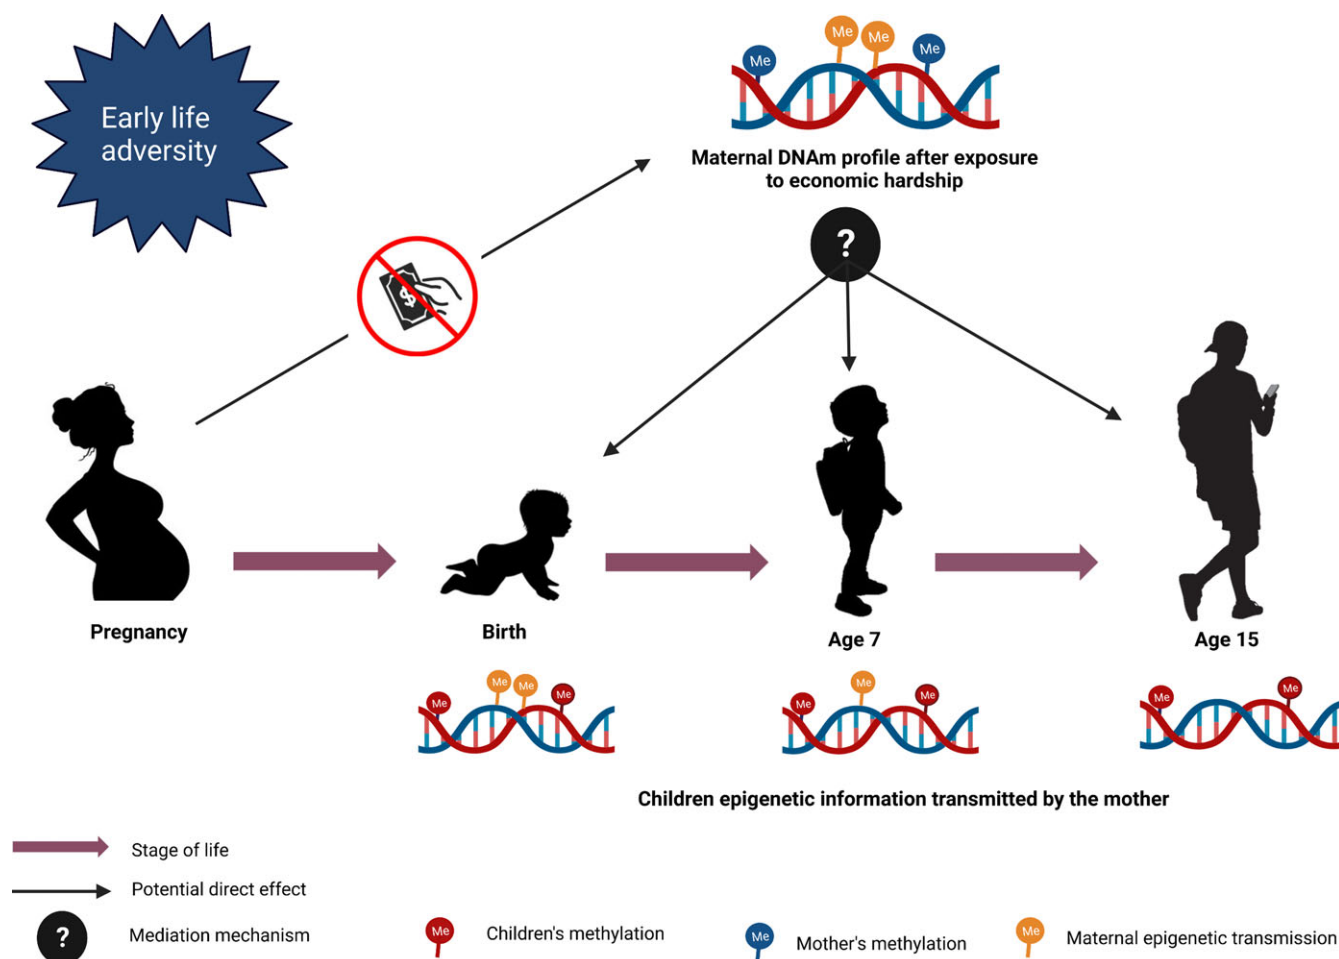 Early life
adversity
Me
Me
Me
Me
Maternal DNAm profile after exposure
to economic hardship
$
?
Pregnancy
Birth
Age 7
Age 15
Me
Me
Me
Me
Me
Me
Me
Me
Me
Children epigenetic information transmitted by the mother
Stage of life
Potential direct effect
?
Mediation mechanism
Me
Children's methylation
Me
Mother's methylation
Me
Maternal epigenetic transmission